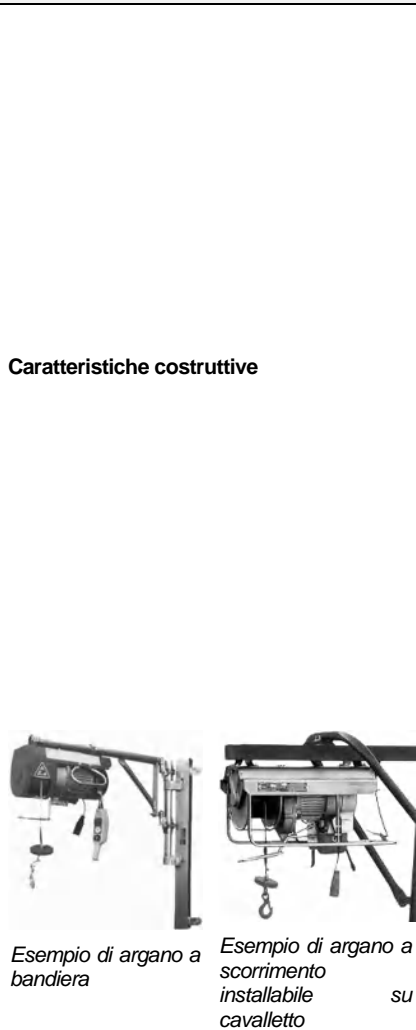 Caratteristiche costruttive
Esempio di argano a
bandiera
Esempio di argano a
scorrimento
installabile su
cavalletto